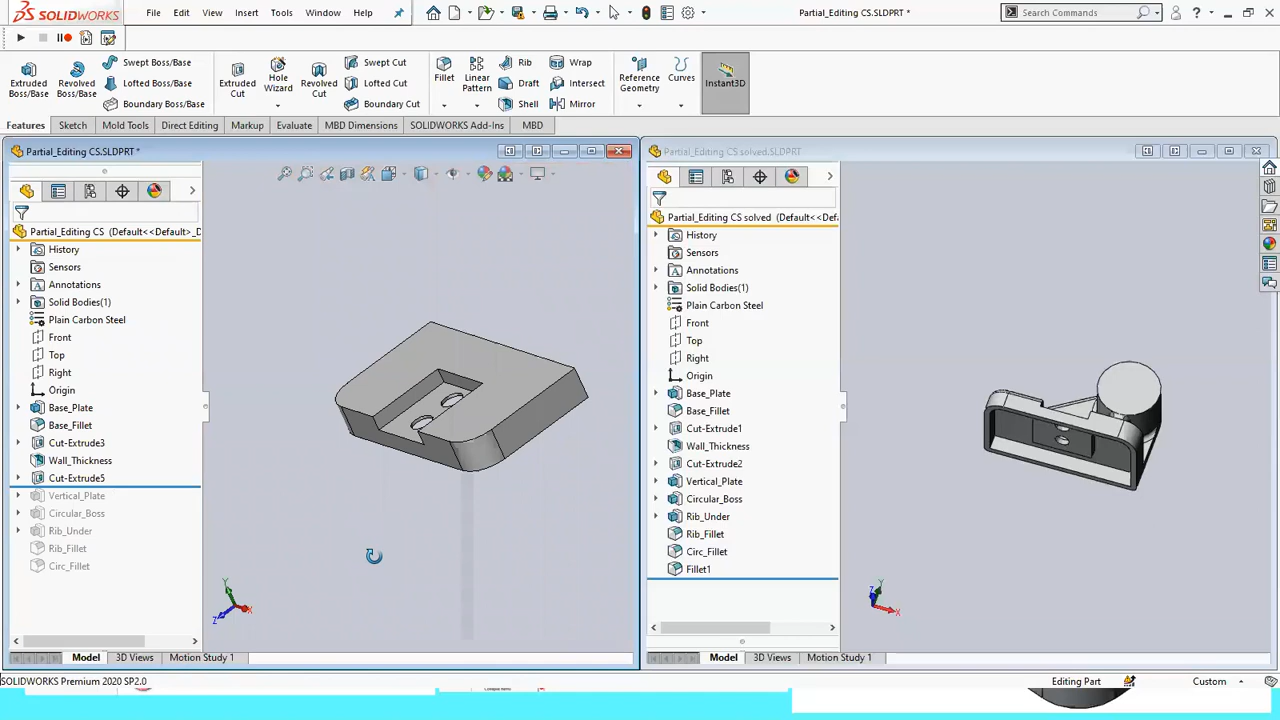 SOLIDWORKS File Edit View Insert Tools Window Help Partial_Editing CS.SLDPRT * Search Commands
Extruded Boss/Base Revolved Boss/Base Swept Boss/Base Lofted Boss/Base Boundary Boss/Base Extruded Cut Hole Wizard Revolved Cut Swept Cut Lofted Cut Boundary Cut Fillet Linear Pattern Rib Draft Shell Wrap Intersect Mirror Reference Geometry Curves Instant3D
Features Sketch Mold Tools Direct Editing Markup Evaluate MBD Dimensions SOLIDWORKS Add-Ins MBD
Partial_Editing CS.SLDPRT *
Partial_Editing CS (Default<<Default>_D
History
Sensors
Annotations
Solid Bodies(1)
Plain Carbon Steel
Front
Top
Right
Origin
Base_Plate
Base_Fillet
Cut-Extrude3
Wall_Thickness
Cut-Extrude5
Vertical_Plate
Circular_Boss
Rib_Under
Rib_Fillet
Circ_Fillet
Y
Z X
Model 3D Views Motion Study 1
Partial_Editing CS solved.SLDPRT
Partial_Editing CS solved (Default<<Def
History
Sensors
Annotations
Solid Bodies(1)
Plain Carbon Steel
Front
Top
Right
Origin
Base_Plate
Base_Fillet
Cut-Extrude1
Wall_Thickness
Cut-Extrude2
Vertical_Plate
Circular_Boss
Rib_Under
Rib_Fillet
Circ_Fillet
Fillet1
Z Y
X
Model 3D Views Motion Study 1
SOLIDWORKS Premium 2020 SP2.0 Editing Part Custom